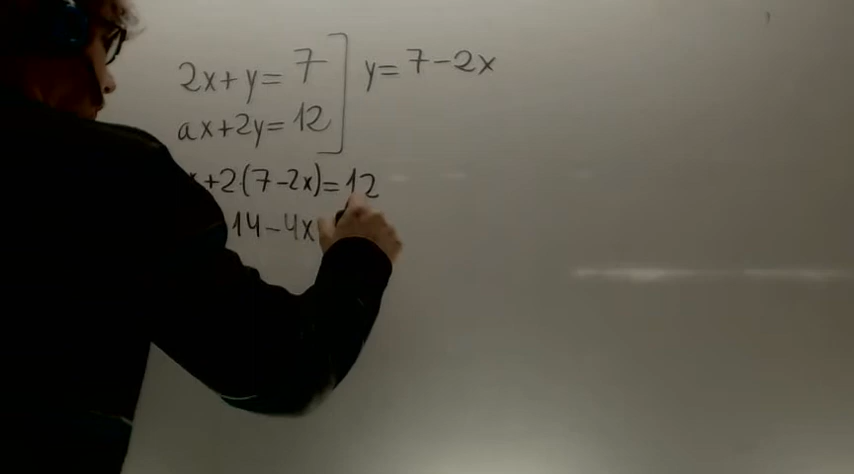 2x+y=7 ] y=7-2x
ax+2y=12
x+2(7-2x)=12
14-4x